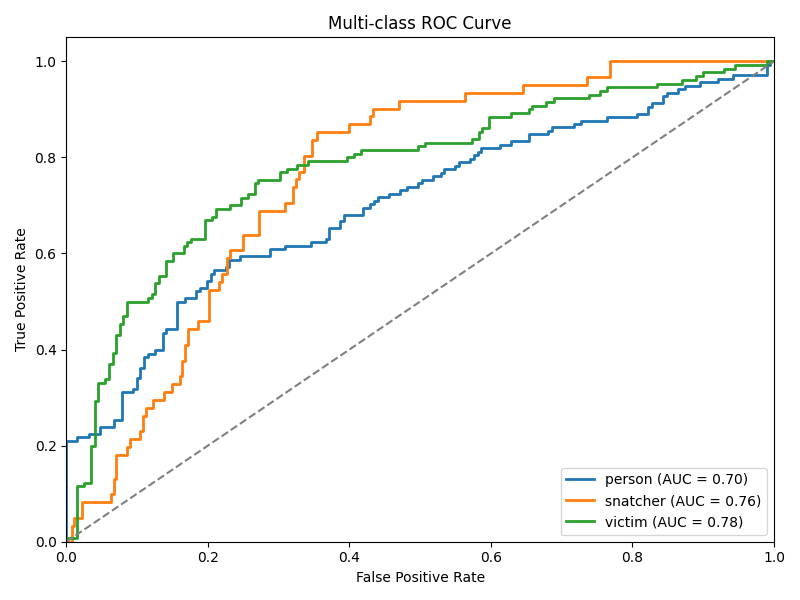 Multi-class ROC Curve
True Positive Rate
1.0
0.8
0.6
0.4
0.2
0.0
0.0 0.2 0.4 0.6 0.8 1.0
False Positive Rate
person (AUC = 0.70)
snatcher (AUC = 0.76)
victim (AUC = 0.78)